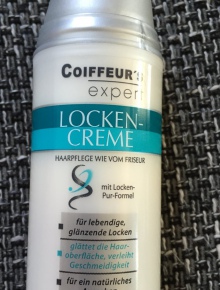 COIFFEUR'S
expert
LOCKEN-
CREME
HAARPFLEGE WIE VOM FRISEUR
mit Locken-
Pur-Formel
für lebendige,
glänzende Locken
glättet die Haar-
oberfläche, verleiht
Geschmeidigkeit
für ein natürliches